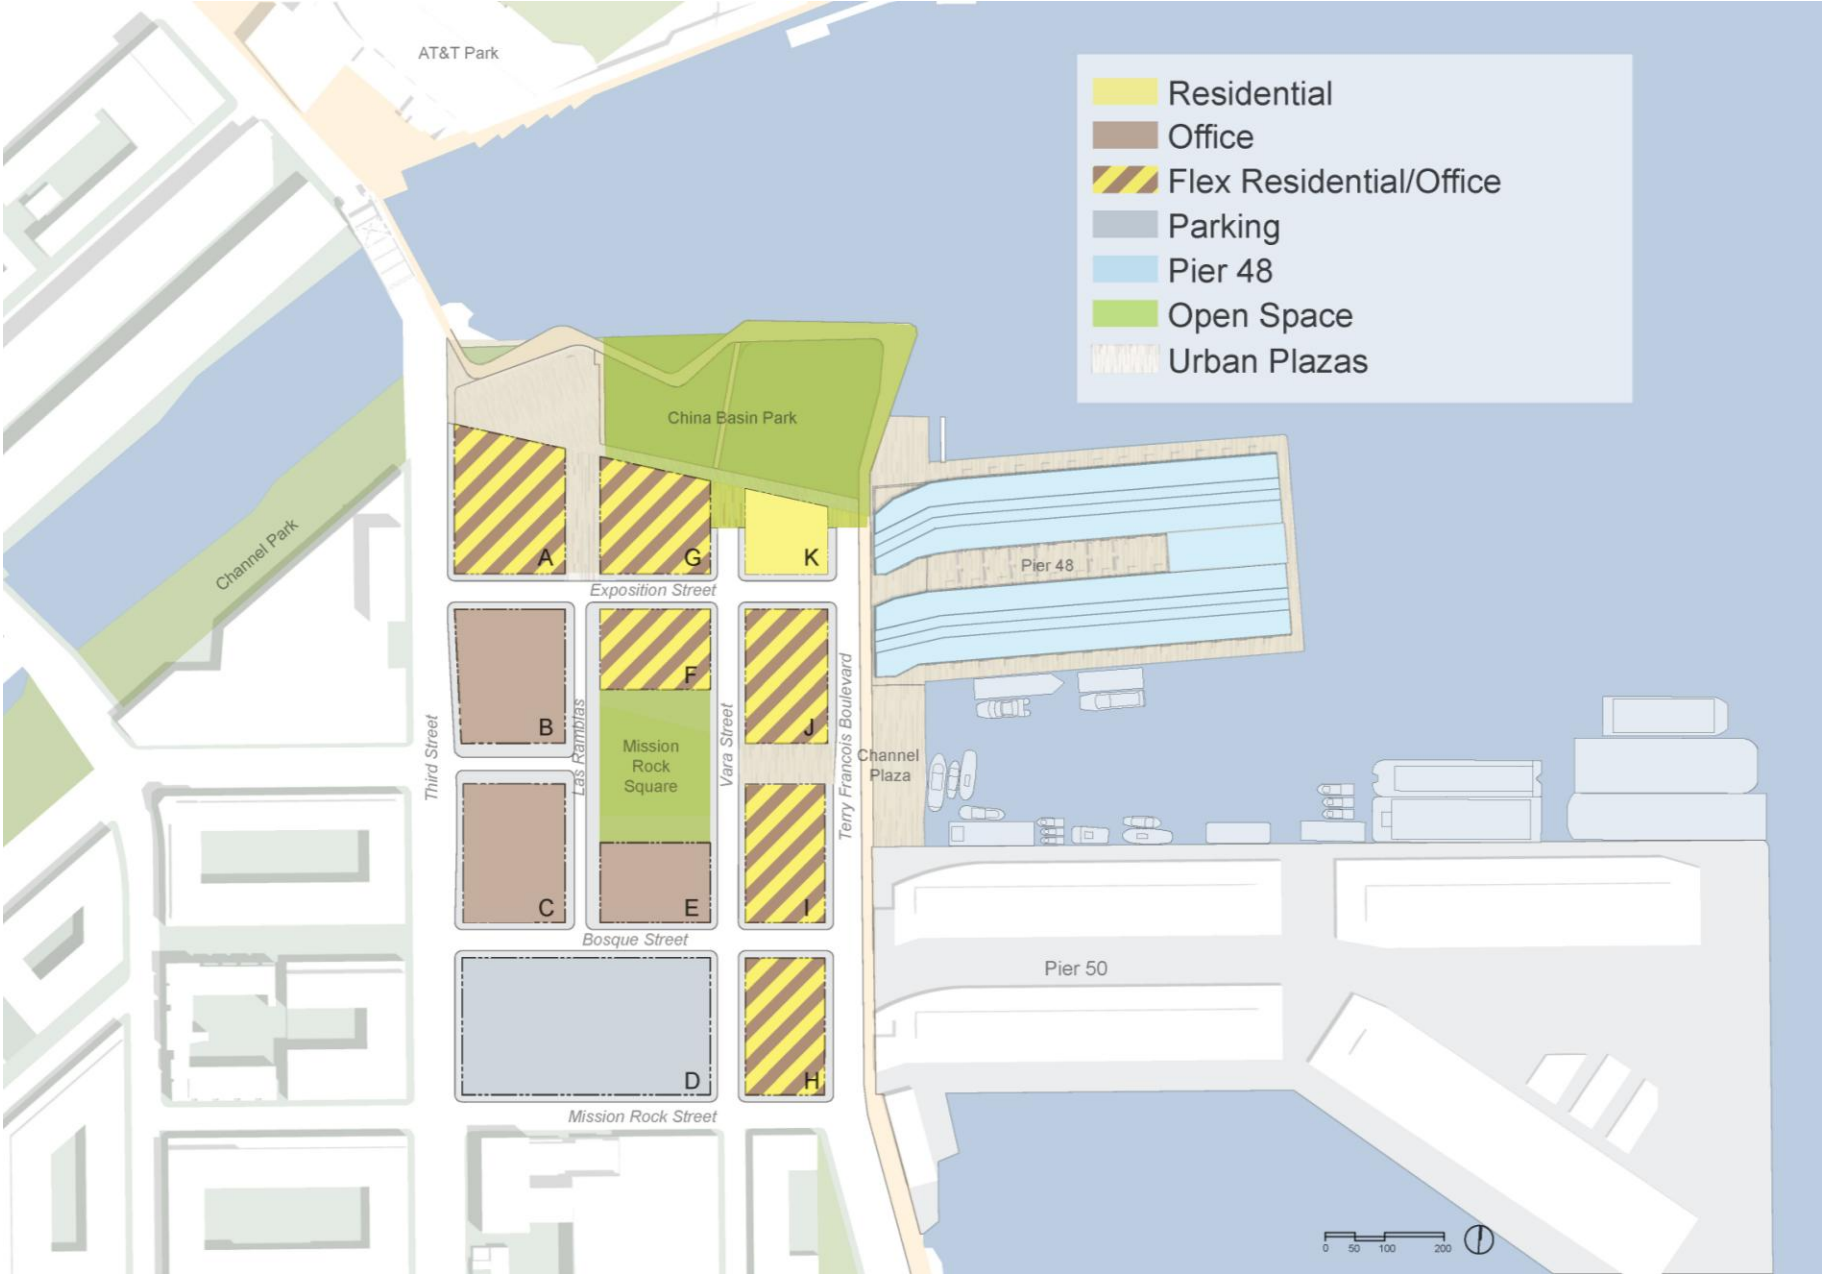 AT&T Park
Residential
Office
Flex Residential/Office
Parking
Pier 48
Open Space
Urban Plazas
China Basin Park
Channel Park
A
G
K
Pier 48
Exposition Street
F
B
J
Third Street
Las Ramblas
Mission
Rock
Square
Vara Street
Terry Francois Boulevard
Channel
Plaza
C
E
I
Bosque Street
Pier 50
D
H
Mission Rock Street
0 50 100 200